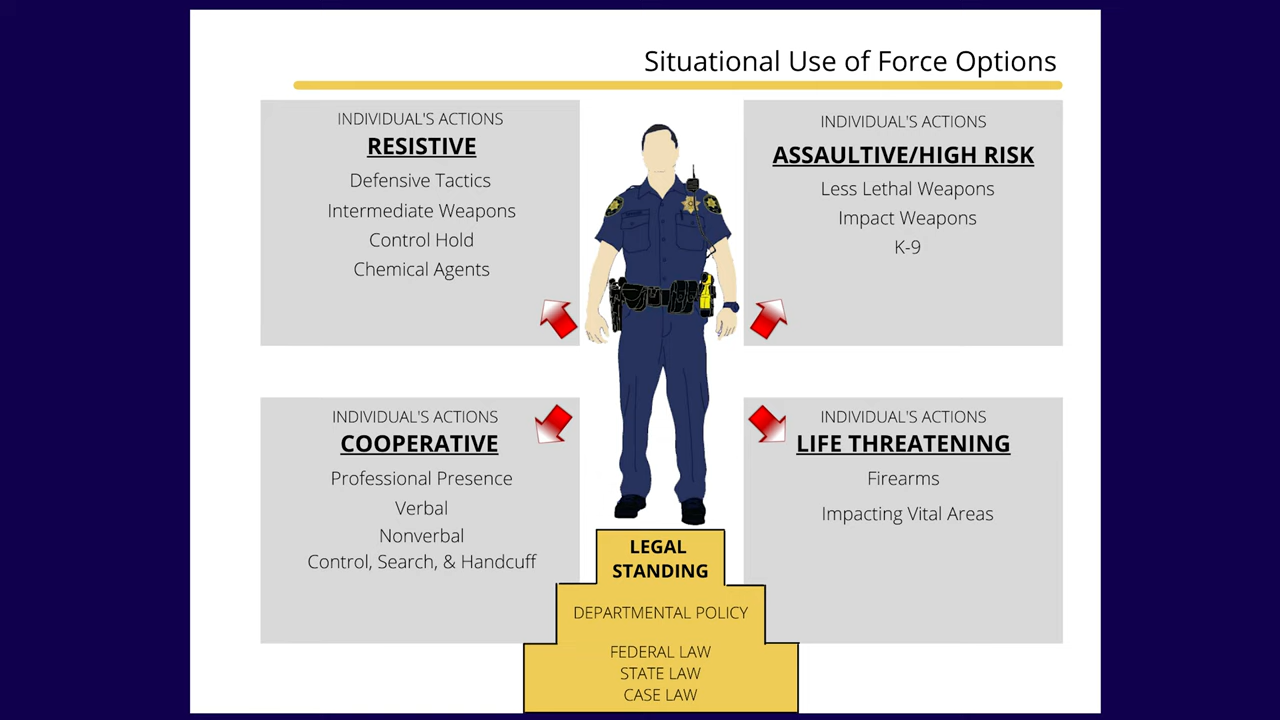 Situational Use of Force Options
INDIVIDUAL'S ACTIONS
RESISTIVE
Defensive Tactics
Intermediate Weapons
Control Hold
Chemical Agents
INDIVIDUAL'S ACTIONS
ASSAULTIVE/HIGH RISK
Less Lethal Weapons
Impact Weapons
K-9
INDIVIDUAL'S ACTIONS
COOPERATIVE
Professional Presence
Verbal
Nonverbal
Control, Search, & Handcuff
INDIVIDUAL'S ACTIONS
LIFE THREATENING
Firearms
Impacting Vital Areas
LEGAL
STANDING
DEPARTMENTAL POLICY
FEDERAL LAW
STATE LAW
CASE LAW